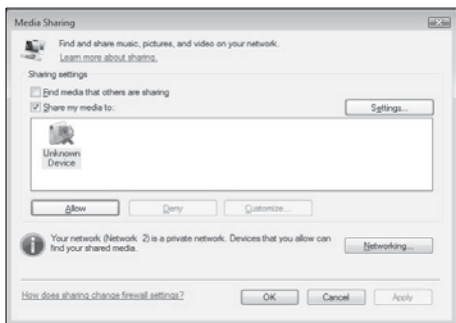 Media Sharing
Find and share music, pictures, and video on your network.
Learn more about sharing.
Sharing settings
Find media that others are sharing
Share my media to:
Settings...
Unknown
Device
Allow
Deny
Customize...
Your network (Network 2) is a private network. Devices that you allow can
find your shared media.
Networking...
How does sharing change firewall settings?
OK
Cancel
Apply